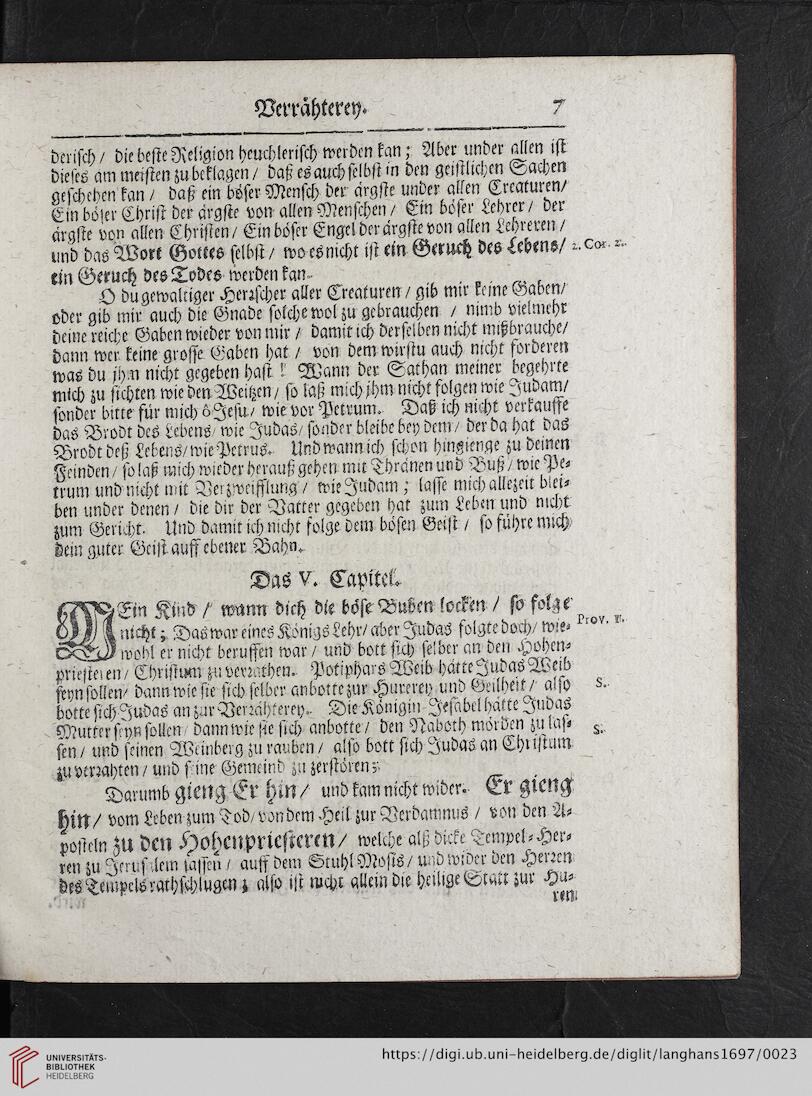 Verrähterey. 7
derisch / die beste Religion heuchlerisch werden kan ; Aber under allen ist
dieses am meisten zu beklagen / daß es auch selbst in den geistlichen Sachen
geschehen kan / daß ein böser Mensch der ärgste under allen Creaturen/
Ein böser Christ der ärgste von allen Menschen / Ein böser Lehrer / der
ärgste von allen Christen / Ein böser Engel der ärgste von allen Lehreren /
und das Wort Gottes selbst / wo es nicht ist ein Geruch des Lebens/ 2. Cor. 2.
ein Geruch des Todes werden kan.
O du gewaltiger Herrscher aller Creaturen / gib mir keine Gaben/
oder gib mir auch die Gnade solche wol zu gebrauchen / nimb vielmehr
deine reiche Gaben wieder von mir / damit ich derselben nicht mißbrauche/
dann wer keine grosse Gaben hat / von dem wirstu auch nicht forderen
was du jhm nicht gegeben hast ! Wann der Sathan meiner begehrte
mich zu sichten wie den Weitzen / so laß mich jhm nicht folgen wie Judam/
sonder bitte für mich ô Jesu / wie vor Petrum. Daß ich nicht verkauffe
das Brodt des Lebens/ wie Judas/ sonder bleibe bey dem / der da hat das
Brodt deß Lebens/ wie Petrus. Und wann ich schon hingienge zu deinen
Feinden / so laß mich wieder herauß gehen mit Thränen und Buß / wie Pe-
trum und nicht mit Verzweifflung / wie Judam ; lasse mich allezeit blei-
ben under denen / die dir der Vatter gegeben hat zum Leben und nicht
zum Gericht. Und damit ich nicht folge dem bösen Geist / so führe mich
dein guter Geist auff ebener Bahn.
Das V. Capitel.
MEin Kind / wann dich die böse Buben locken / so folge
nicht ; Das war eines Königs Lehr/ aber Judas folgte doch/ wie- Prov. 1.
wohl er nicht beruffen war / und bott sich selber an den Hohen-
priesteren / Christum zu verrathen. Potiphars Weib hätte Judas Weib
seyn sollen/ dann wie sie sich selber anbotte zur Hurerey und Geilheit / also S.
botte sich Judas an zur Verrähterey. Die Königin Jesabel hätte Judas
Mutter seyn sollen/ dann wie sie sich anbotte / den Naboth mörden zu las- S.
sen / und seinen Weinberg zu rauben / also bott sich Judas an Christum
zu verrahten / und seine Gemeind zu zerstören ;
Darumb gieng Er hin / und kam nicht wider. Er gieng
hin / vom Leben zum Tod/ von dem Heil zur Verdamnus / von den A-
posteln zu den Hohenpriesteren / welche alß dicke Tempel-Her-
ren zu Jerusalem sassen / auff dem Stuhl Mosis / und wider den Herren
des Tempels rathschlugen ; also ist nicht allein die heilige Statt zur Hu-
ren
UNIVERSITÄTS-
BIBLIOTHEK
HEIDELBERG
https://digi.ub.uni-heidelberg.de/diglit/langhans1697/0023